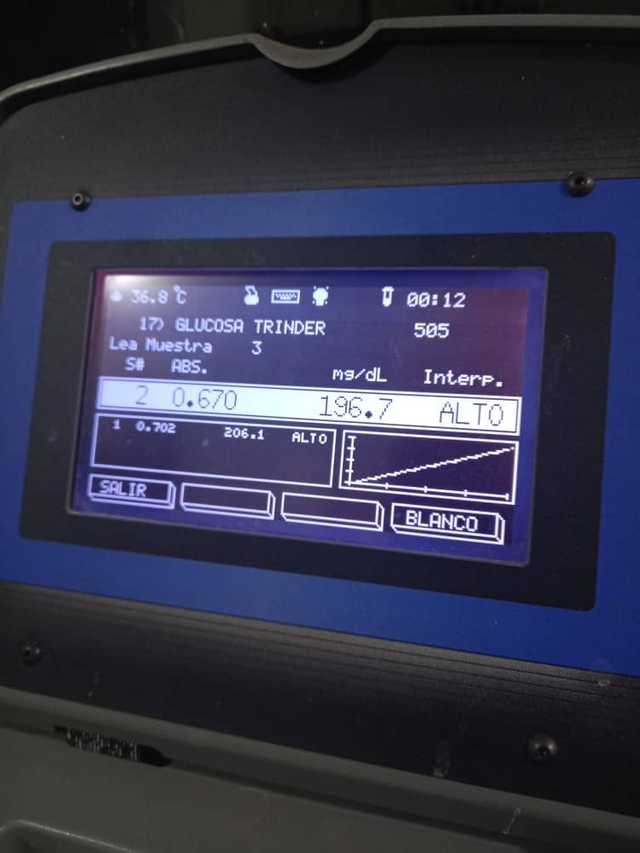 36.8°C 00:12
17) GLUCOSA TRINDER 505
Lea Muestra 3
S# ABS. mg/dL Interp.
2 0.670 196.7 ALTO
1 0.702 206.1 ALTO
SALIR BLANCO